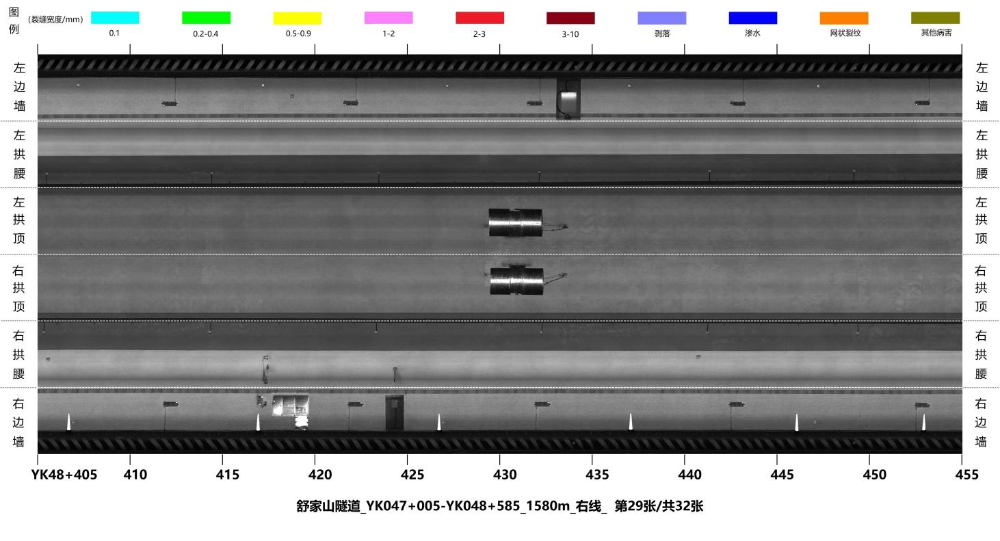 图例
(裂缝宽度/mm)
0.1
0.2-0.4
0.5-0.9
1-2
2-3
3-10
剥落
渗水
网状裂纹
其他病害
左边墙
左边墙
左拱腰
左拱腰
左拱顶
左拱顶
右拱顶
右拱顶
右拱腰
右拱腰
右边墙
右边墙
YK48+405 410 415 420 425 430 435 440 445 450 455
舒家山隧道_YK047+005-YK048+585_1580m_右线_ 第29张/共32张